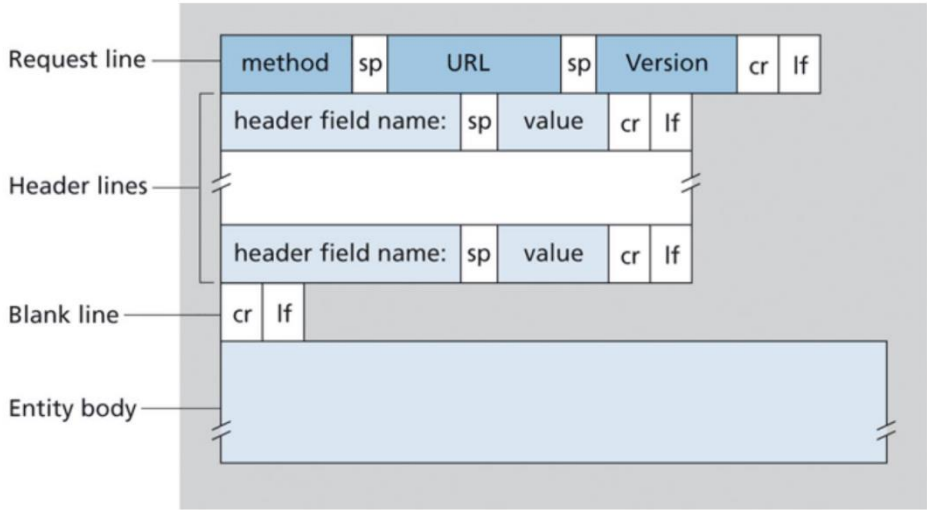 Request line method sp URL sp Version cr lf
header field name: sp value cr lf
Header lines
header field name: sp value cr lf
Blank line cr lf
Entity body